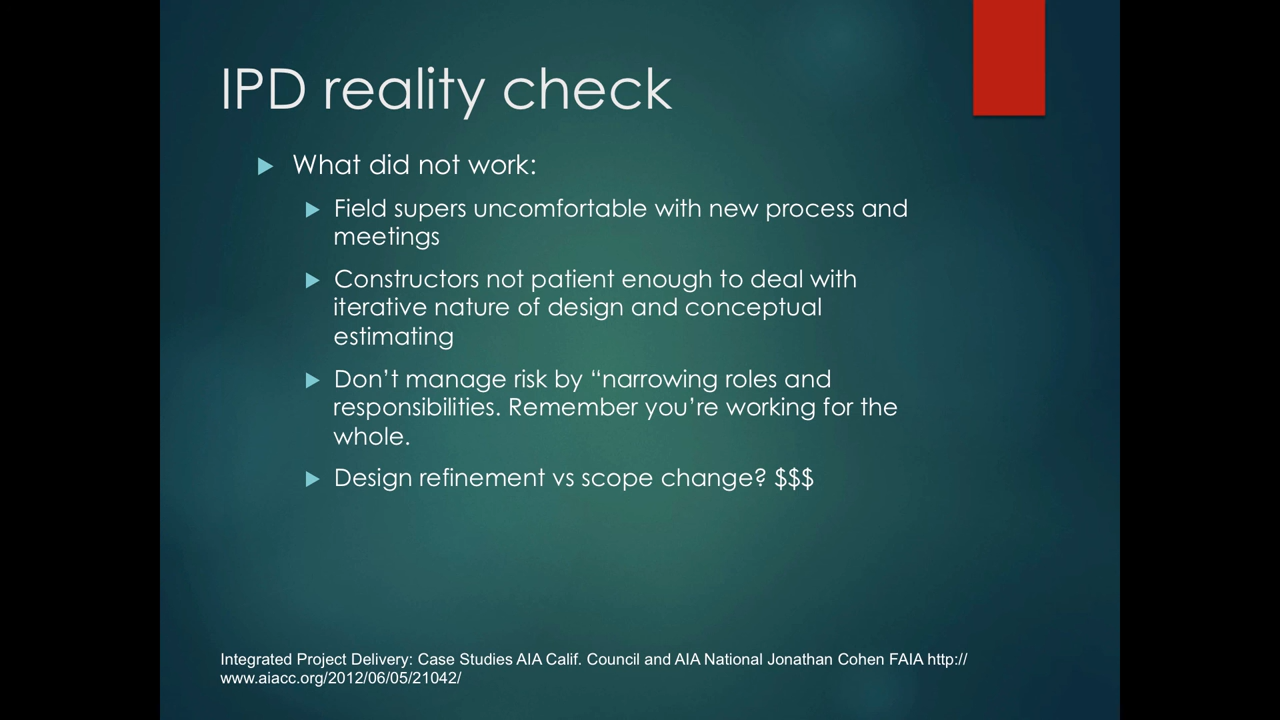 IPD reality check
What did not work:
Field supers uncomfortable with new process and
meetings
Constructors not patient enough to deal with
iterative nature of design and conceptual
estimating
Don’t manage risk by “narrowing roles and
responsibilities. Remember you’re working for the
whole.
Design refinement vs scope change? $$$
Integrated Project Delivery: Case Studies AIA Calif. Council and AIA National Jonathan Cohen FAIA http://
www.aiacc.org/2012/06/05/21042/